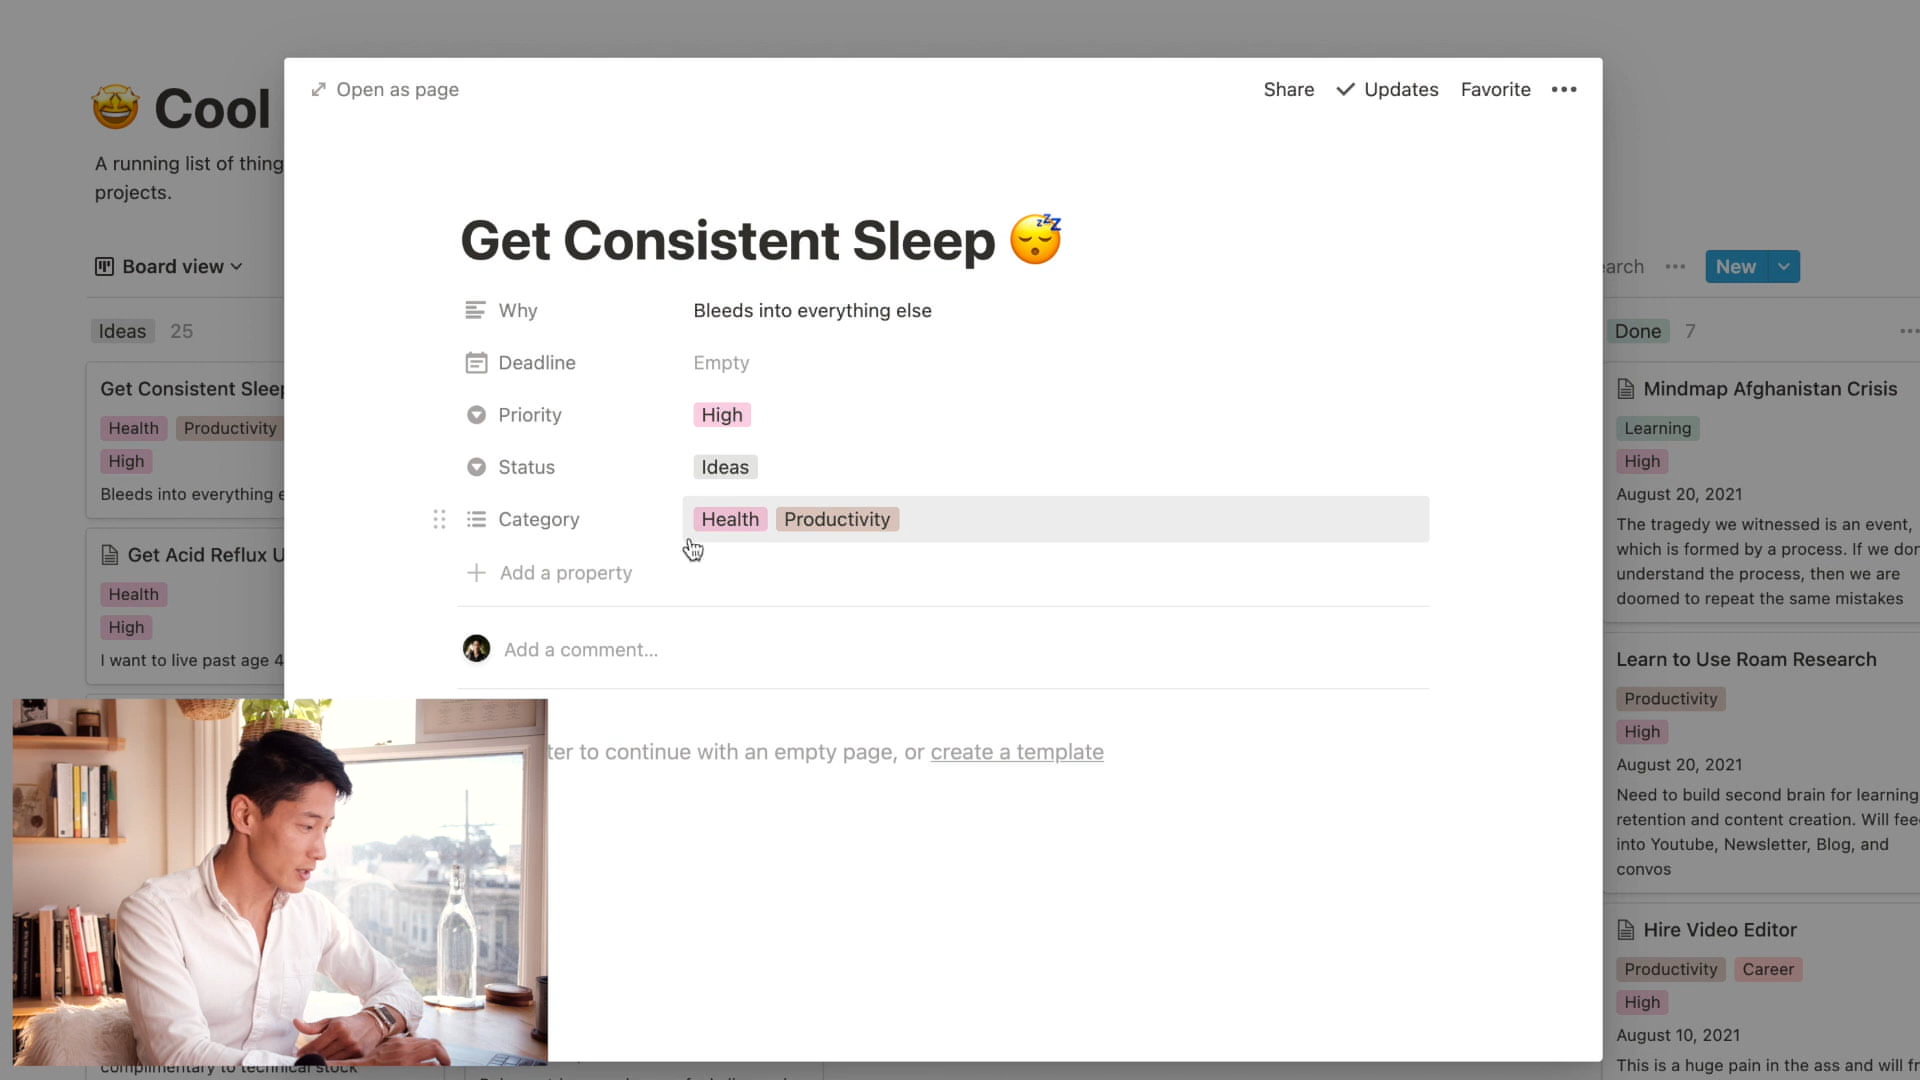 Open as page
Share
Updates
Favorite
Cool
A running list of thing
projects.
Board view
arch
New
Get Consistent Sleep
Why
Bleeds into everything else
Deadline
Empty
Priority
High
Status
Ideas
Category
Health Productivity
Add a property
Add a comment...
ter to continue with an empty page, or create a template
Ideas 25
Get Consistent Sleep
Health Productivity
High
Bleeds into everything e
Get Acid Reflux U
Health
High
I want to live past age 4
complimentary to technical stock
Done 7
Mindmap Afghanistan Crisis
Learning
High
August 20, 2021
The tragedy we witnessed is an event,
which is formed by a process. If we don
understand the process, then we are
doomed to repeat the same mistakes
Learn to Use Roam Research
Productivity
High
August 20, 2021
Need to build second brain for learning
retention and content creation. Will fee
into Youtube, Newsletter, Blog, and
convos
Hire Video Editor
Productivity Career
High
August 10, 2021
This is a huge pain in the ass and will fr